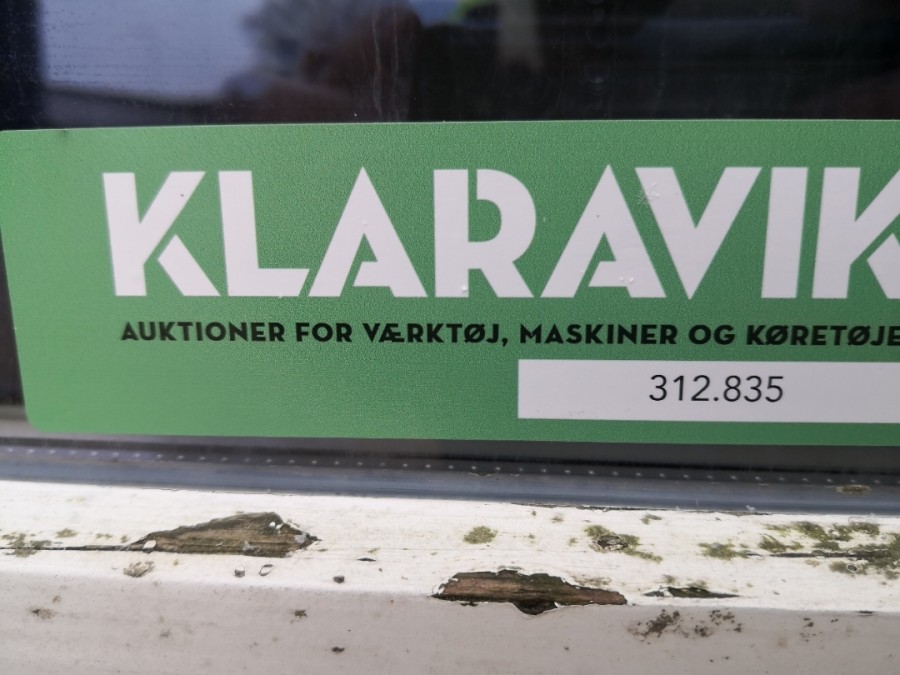 KLARAVIK
AUKTIONER FOR VÆRKTØJ, MASKINER OG KØRETØJE
312.835